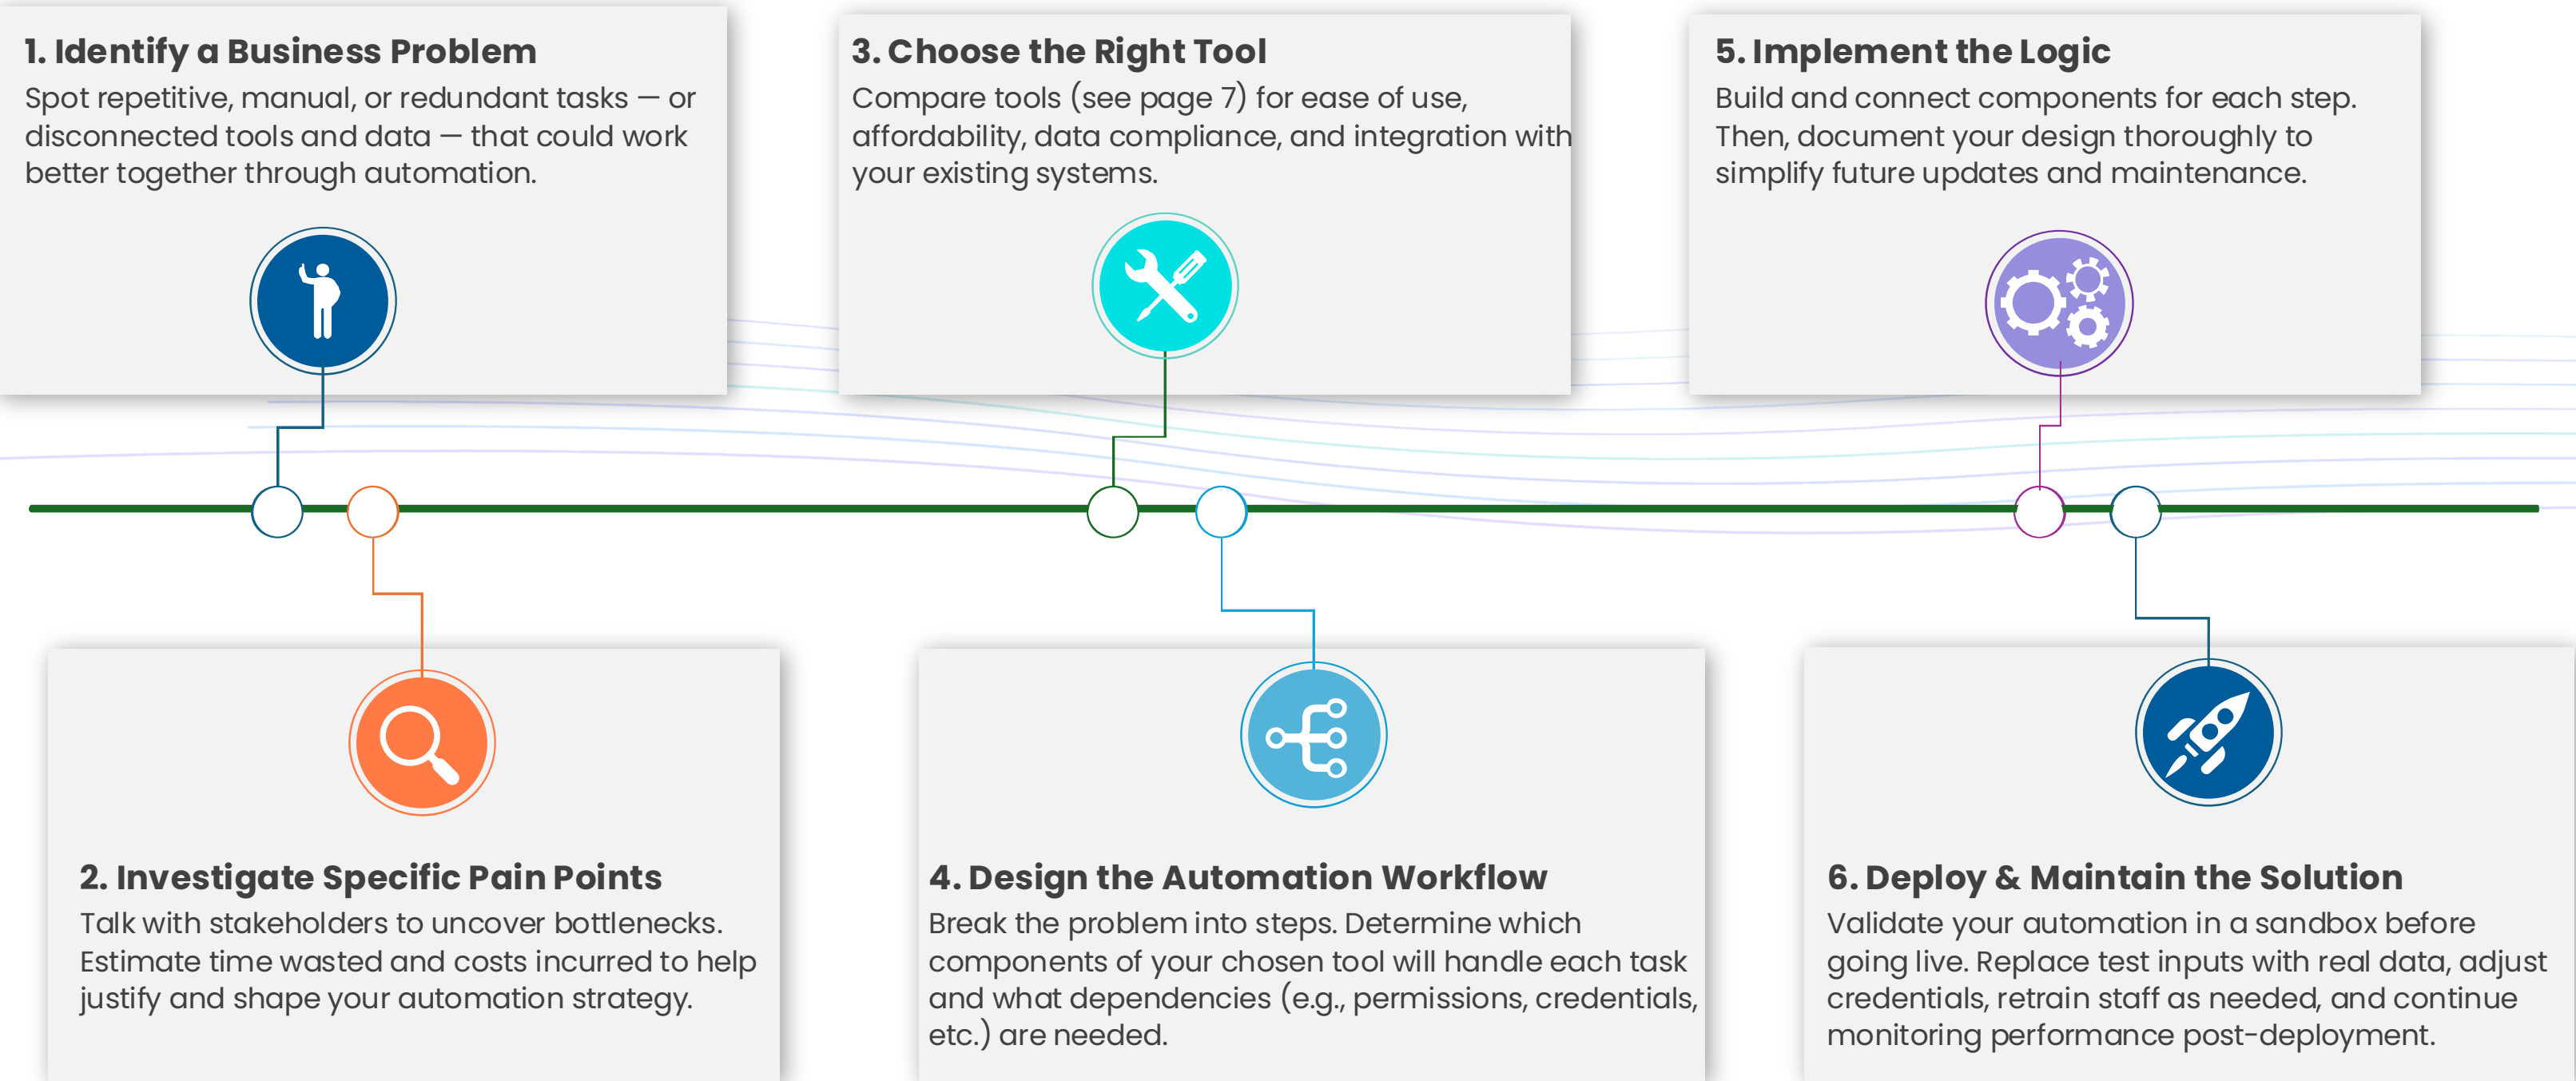 1. Identify a Business Problem
Spot repetitive, manual, or redundant tasks — or
disconnected tools and data — that could work
better together through automation.
2. Investigate Specific Pain Points
Talk with stakeholders to uncover bottlenecks.
Estimate time wasted and costs incurred to help
justify and shape your automation strategy.
3. Choose the Right Tool
Compare tools (see page 7) for ease of use,
affordability, data compliance, and integration with
your existing systems.
4. Design the Automation Workflow
Break the problem into steps. Determine which
components of your chosen tool will handle each task
and what dependencies (e.g., permissions, credentials,
etc.) are needed.
5. Implement the Logic
Build and connect components for each step.
Then, document your design thoroughly to
simplify future updates and maintenance.
6. Deploy & Maintain the Solution
Validate your automation in a sandbox before
going live. Replace test inputs with real data, adjust
credentials, retrain staff as needed, and continue
monitoring performance post-deployment.